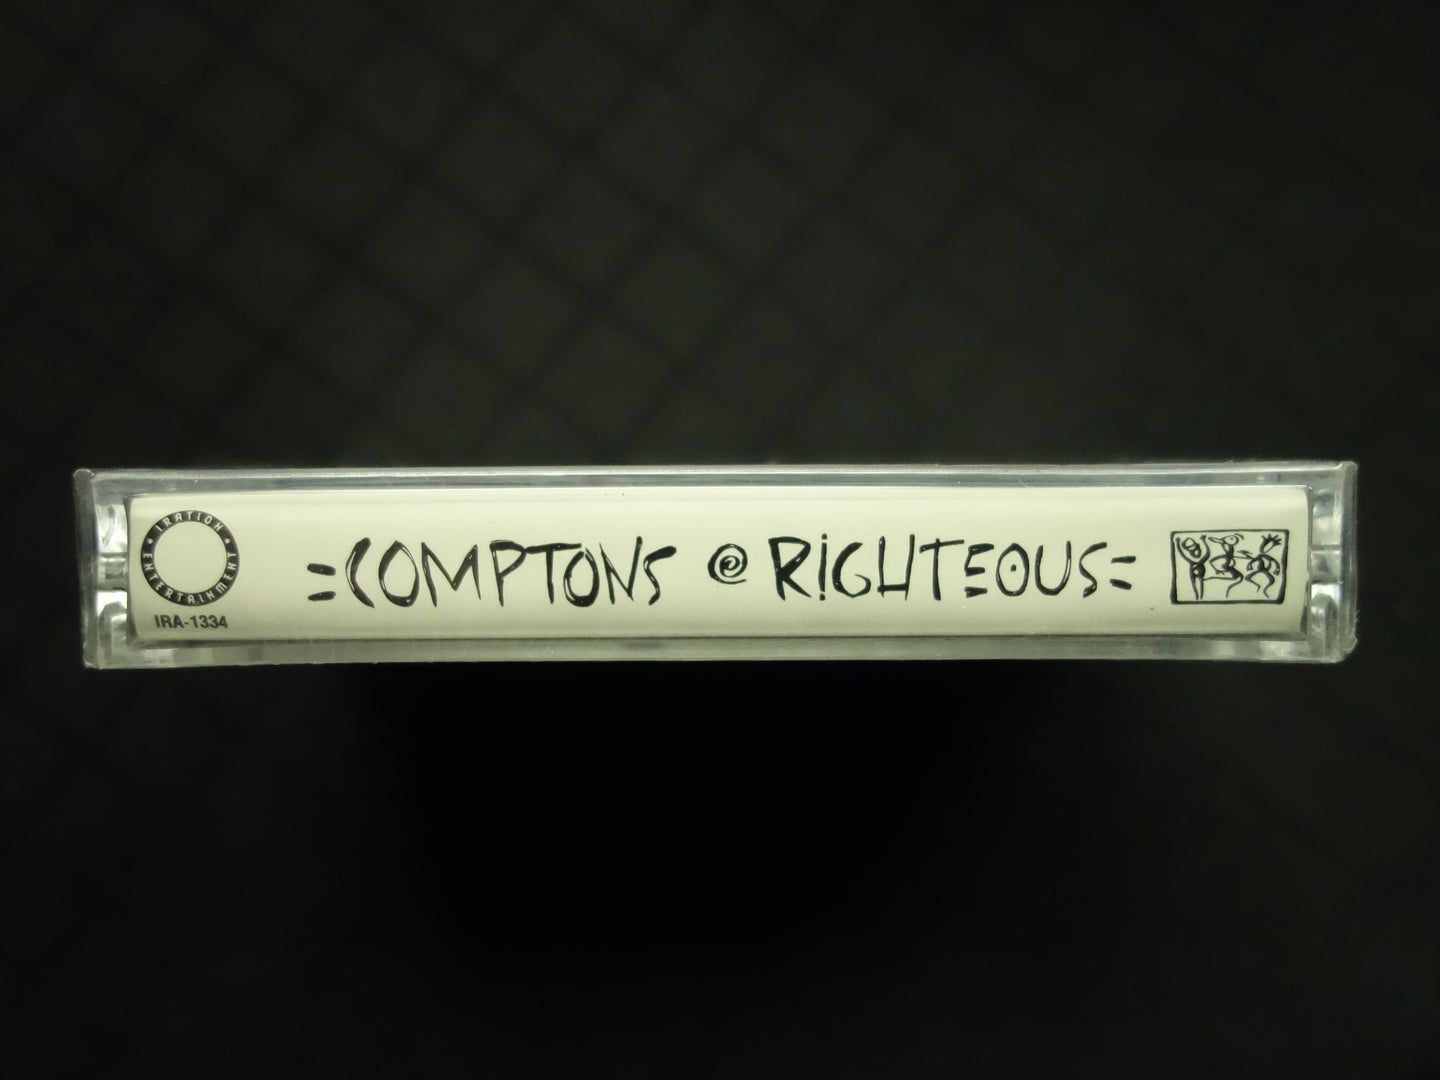 IRATION • ENTERTAINMENT •
IRA-1334
=COMPTONS @ RIGHTEOUS=